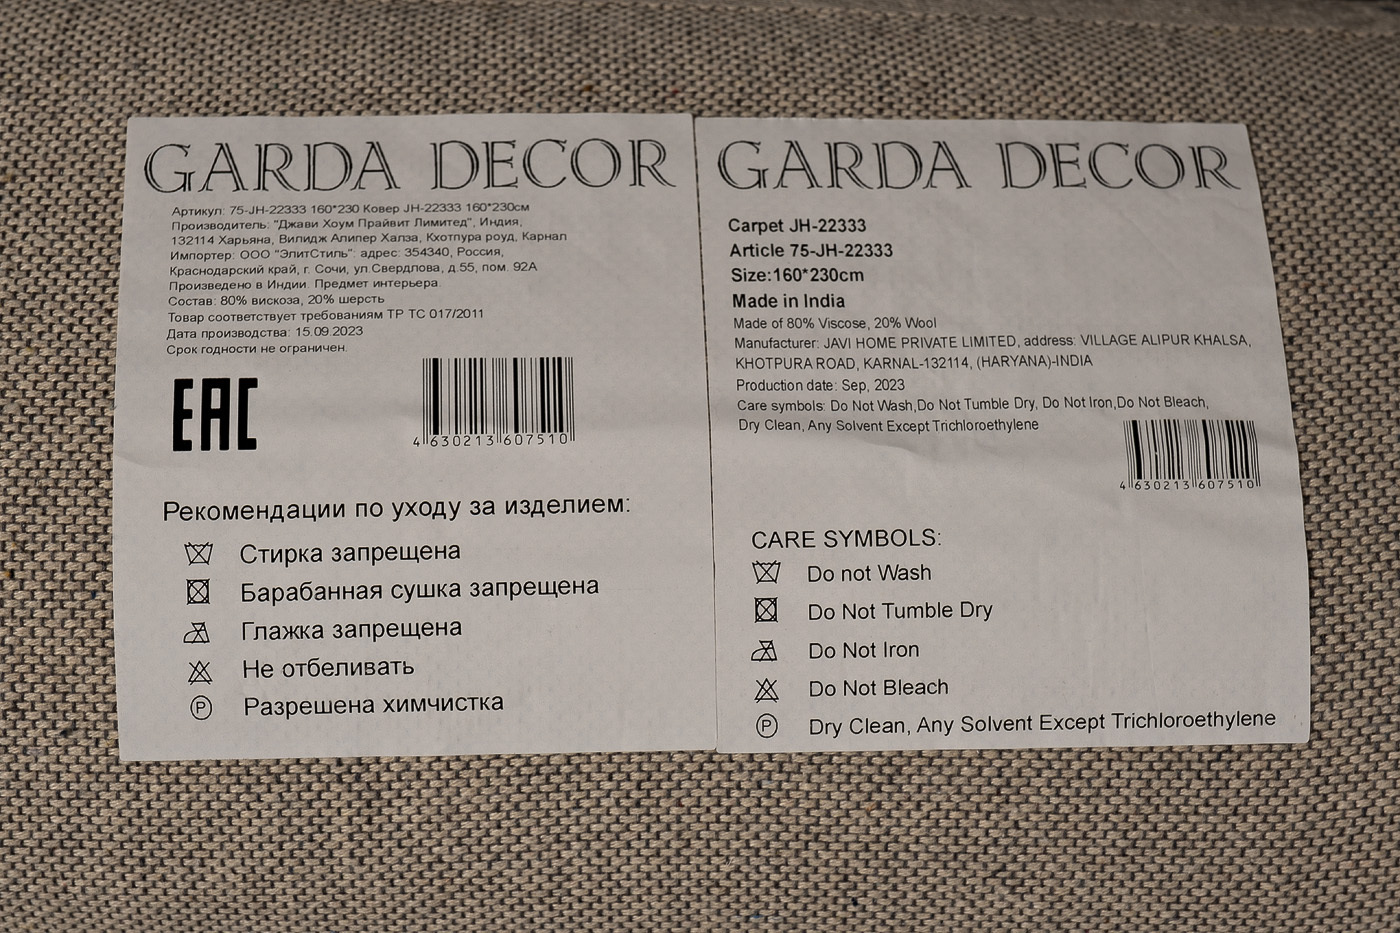 GARDA DECOR
Артикул: 75-JH-22333 160*230 Ковер JH-22333 160*230см
Производитель: "Джави Хоум Прайвит Лимитед", Индия,
132114 Харьяна, Вилидж Алипер Халза, Кхотпура роуд, Карнал
Импортер: ООО "ЭлитСтиль": адрес: 354340, Россия,
Краснодарский край, г. Сочи, ул.Свердлова, д.55, пом. 92А
Произведено в Индии. Предмет интерьера.
Состав: 80% вискоза, 20% шерсть
Товар соответствует требованиям ТР ТС 017/2011
Дата производства: 15.09.2023
Срок годности не ограничен.
EAC
4 630213 607510
Рекомендации по уходу за изделием:
Стирка запрещена
Барабанная сушка запрещена
Глажка запрещена
Не отбеливать
P Разрешена химчистка
GARDA DECOR
Carpet JH-22333
Article 75-JH-22333
Size:160*230cm
Made in India
Made of 80% Viscose, 20% Wool
Manufacturer: JAVI HOME PRIVATE LIMITED, address: VILLAGE ALIPUR KHALSA,
KHOTPURA ROAD, KARNAL-132114, (HARYANA)-INDIA
Production date: Sep, 2023
Care symbols: Do Not Wash,Do Not Tumble Dry, Do Not Iron,Do Not Bleach,
Dry Clean, Any Solvent Except Trichloroethylene
4 630213 607510
CARE SYMBOLS:
Do not Wash
Do Not Tumble Dry
Do Not Iron
Do Not Bleach
P Dry Clean, Any Solvent Except Trichloroethylene